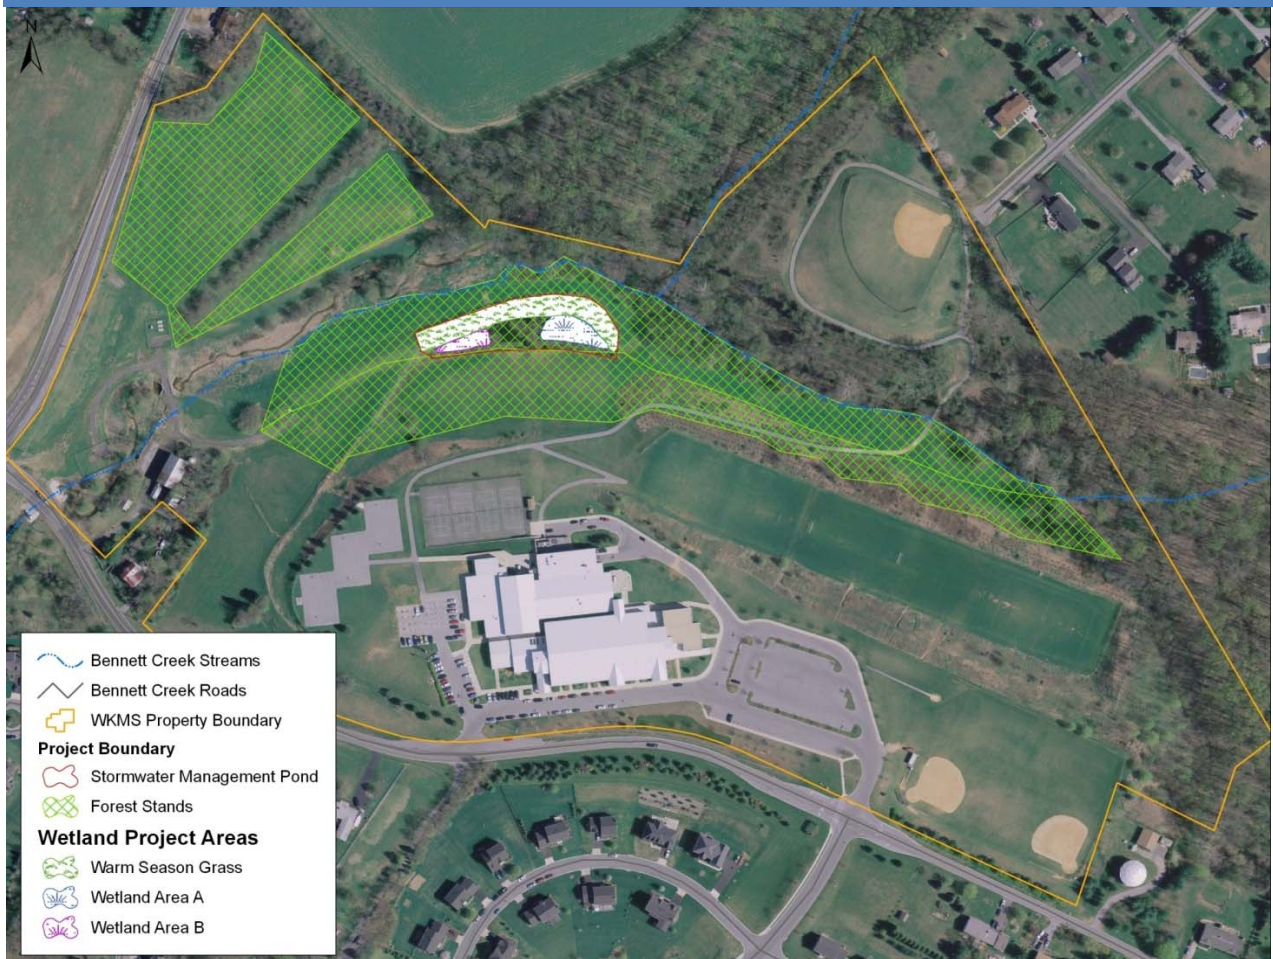 N
Bennett Creek Streams
Bennett Creek Roads
WKMS Property Boundary
Project Boundary
Stormwater Management Pond
Forest Stands
Wetland Project Areas
Warm Season Grass
Wetland Area A
Wetland Area B